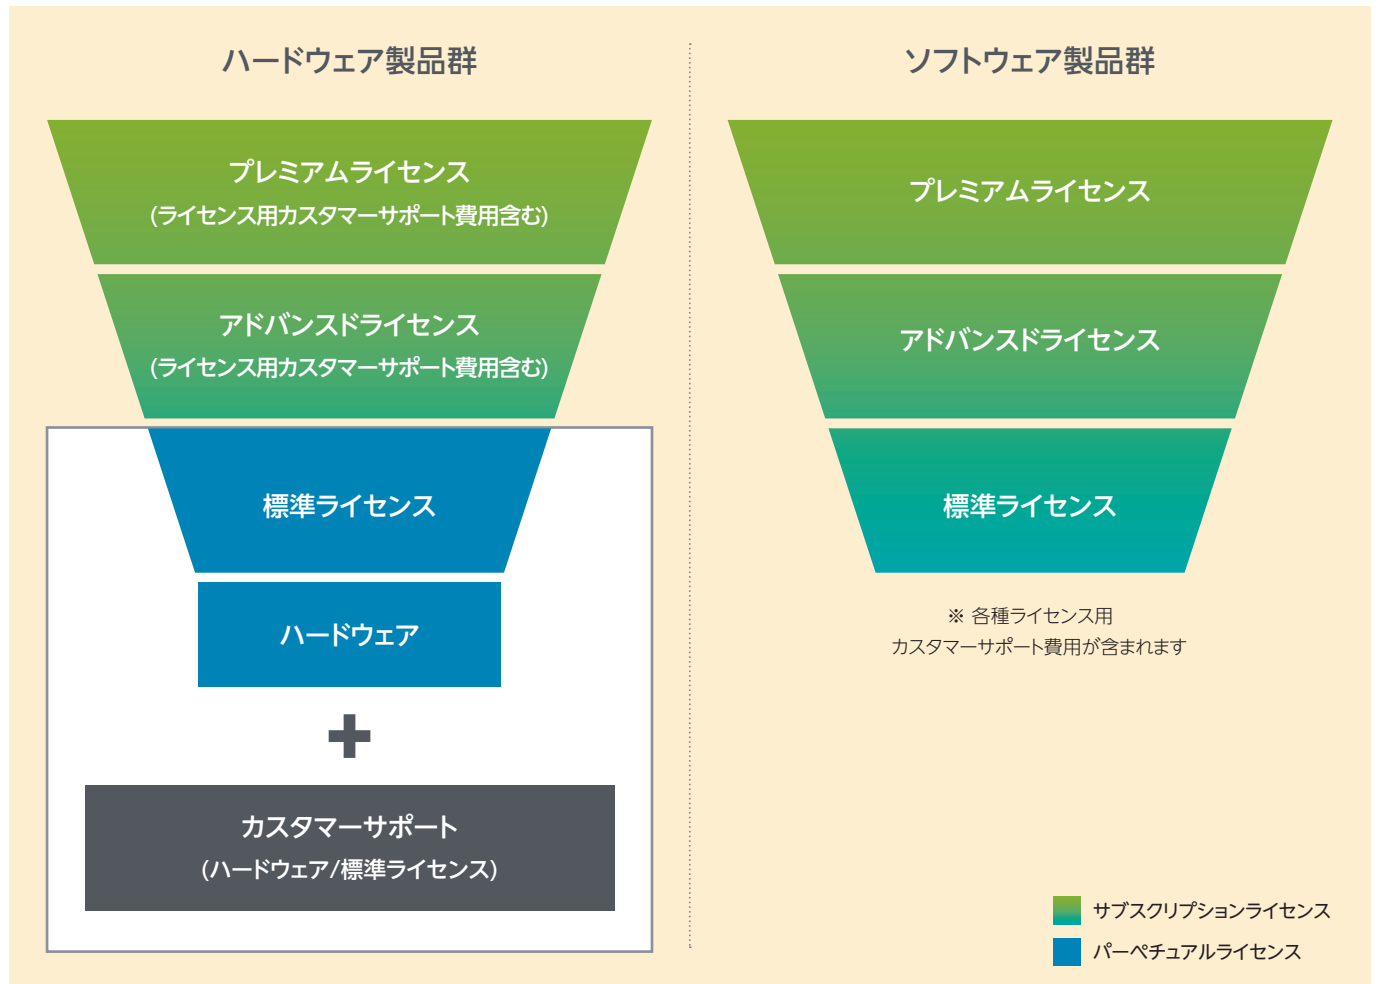 ハードウェア製品群
プレミアムライセンス
(ライセンス用カスタマーサポート費用含む)
アドバンスドライセンス
(ライセンス用カスタマーサポート費用含む)
標準ライセンス
ハードウェア
+
カスタマーサポート
(ハードウェア/標準ライセンス)
ソフトウェア製品群
プレミアムライセンス
アドバンスドライセンス
標準ライセンス
※ 各種ライセンス用
カスタマーサポート費用が含まれます
サブスクリプションライセンス
パーペチュアルライセンス